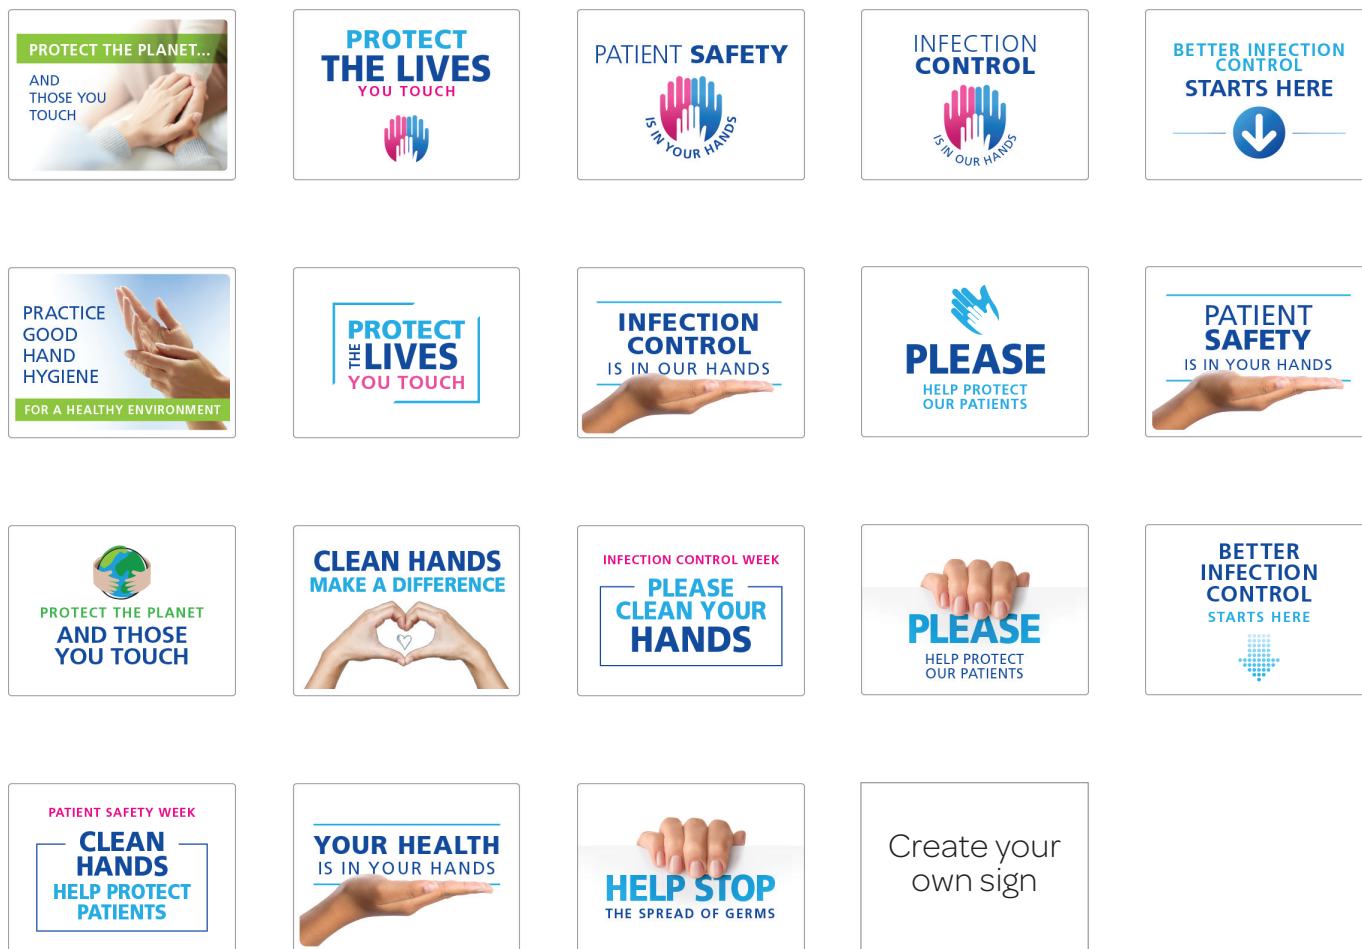 PROTECT THE PLANET...
AND
THOSE YOU
TOUCH
PROTECT
THE LIVES
YOU TOUCH
PATIENT SAFETY
IS IN YOUR HANDS
INFECTION
CONTROL
IS IN OUR HANDS
BETTER INFECTION
CONTROL
STARTS HERE
PRACTICE
GOOD
HAND
HYGIENE
FOR A HEALTHY ENVIRONMENT
PROTECT
THE LIVES
YOU TOUCH
INFECTION
CONTROL
IS IN OUR HANDS
PLEASE
HELP PROTECT
OUR PATIENTS
PATIENT
SAFETY
IS IN YOUR HANDS
PROTECT THE PLANET
AND THOSE
YOU TOUCH
CLEAN HANDS
MAKE A DIFFERENCE
INFECTION CONTROL WEEK
PLEASE
CLEAN YOUR
HANDS
PLEASE
HELP PROTECT
OUR PATIENTS
BETTER
INFECTION
CONTROL
STARTS HERE
PATIENT SAFETY WEEK
CLEAN
HANDS
HELP PROTECT
PATIENTS
YOUR HEALTH
IS IN YOUR HANDS
HELP STOP
THE SPREAD OF GERMS
Create your
own sign